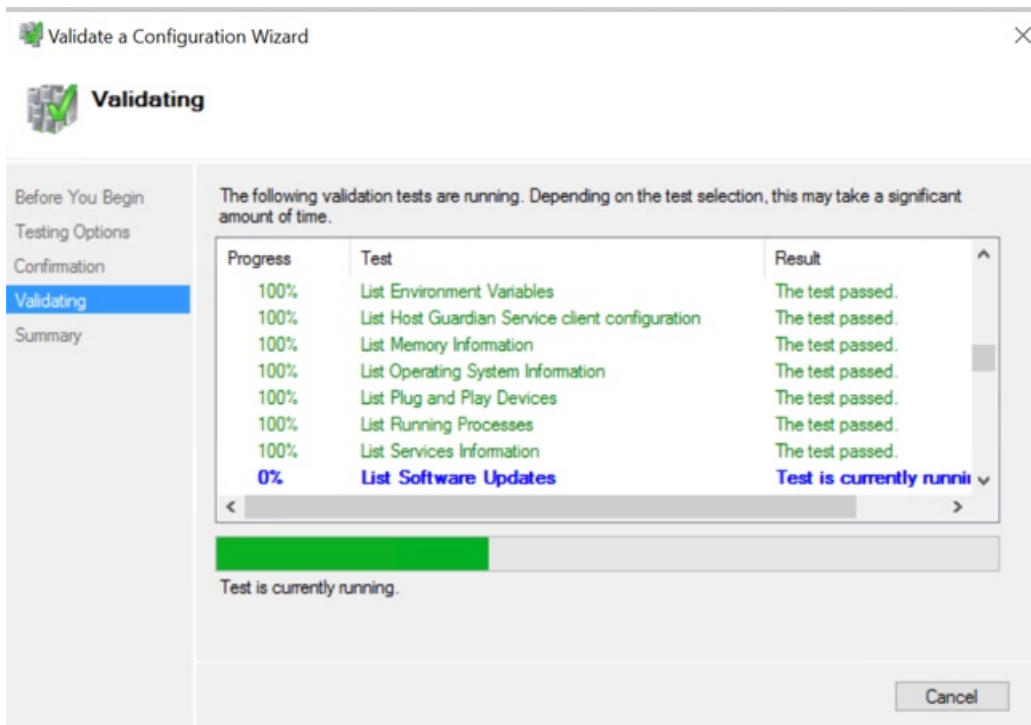 Validate a Configuration Wizard
Validating
Before You Begin
Testing Options
Confirmation
Validating
Summary
The following validation tests are running. Depending on the test selection, this may take a significant
amount of time.
Progress Test Result
100% List Environment Variables The test passed.
100% List Host Guardian Service client configuration The test passed.
100% List Memory Information The test passed.
100% List Operating System Information The test passed.
100% List Plug and Play Devices The test passed.
100% List Running Processes The test passed.
100% List Services Information The test passed.
0% List Software Updates Test is currently runnin
Test is currently running.
Cancel